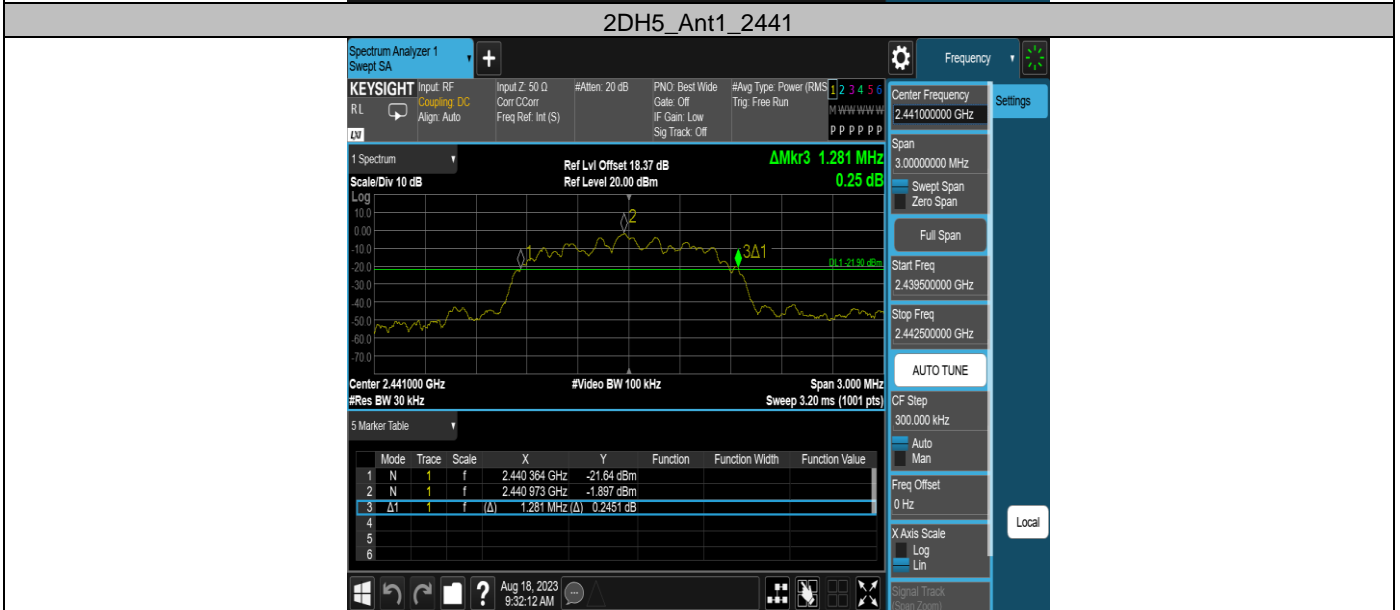 2DH5_Ant1_2441
Spectrum Analyzer 1
Swept SA
Frequency
KEYSIGHT
RL
LXI
Input: RF
Coupling: DC
Align: Auto
Input Z: 50 Ω
Corr CCorr
Freq Ref: Int (S)
#Atten: 20 dB
PNO: Best Wide
Gate: Off
IF Gain: Low
Sig Track: Off
#Avg Type: Power (RMS
Trig: Free Run
1 2 3 4 5 6
M W W W W W
P P P P P P
1 Spectrum
Scale/Div 10 dB
Ref Lvl Offset 18.37 dB
Ref Level 20.00 dBm
ΔMkr3 1.281 MHz
0.25 dB
Log
10.0
0.00
-10.0
-20.0
-30.0
-40.0
-50.0
-60.0
-70.0
1
2
3Δ1
DL1 -21.90 dBm
Center 2.441000 GHz
#Video BW 100 kHz
Span 3.000 MHz
#Res BW 30 kHz
Sweep 3.20 ms (1001 pts)
5 Marker Table
Mode Trace Scale X Y Function Function Width Function Value
1 N 1 f 2.440 364 GHz -21.64 dBm
2 N 1 f 2.440 973 GHz -1.897 dBm
3 Δ1 1 f (Δ) 1.281 MHz (Δ) 0.2451 dB
4
5
6
?
Aug 18, 2023
9:32:12 AM
Center Frequency
2.441000000 GHz
Settings
Span
3.00000000 MHz
Swept Span
Zero Span
Full Span
Start Freq
2.439500000 GHz
Stop Freq
2.442500000 GHz
AUTO TUNE
CF Step
300.000 kHz
Auto
Man
Freq Offset
0 Hz
X Axis Scale
Log
Lin
Local
Signal Track
(Span Zoom)